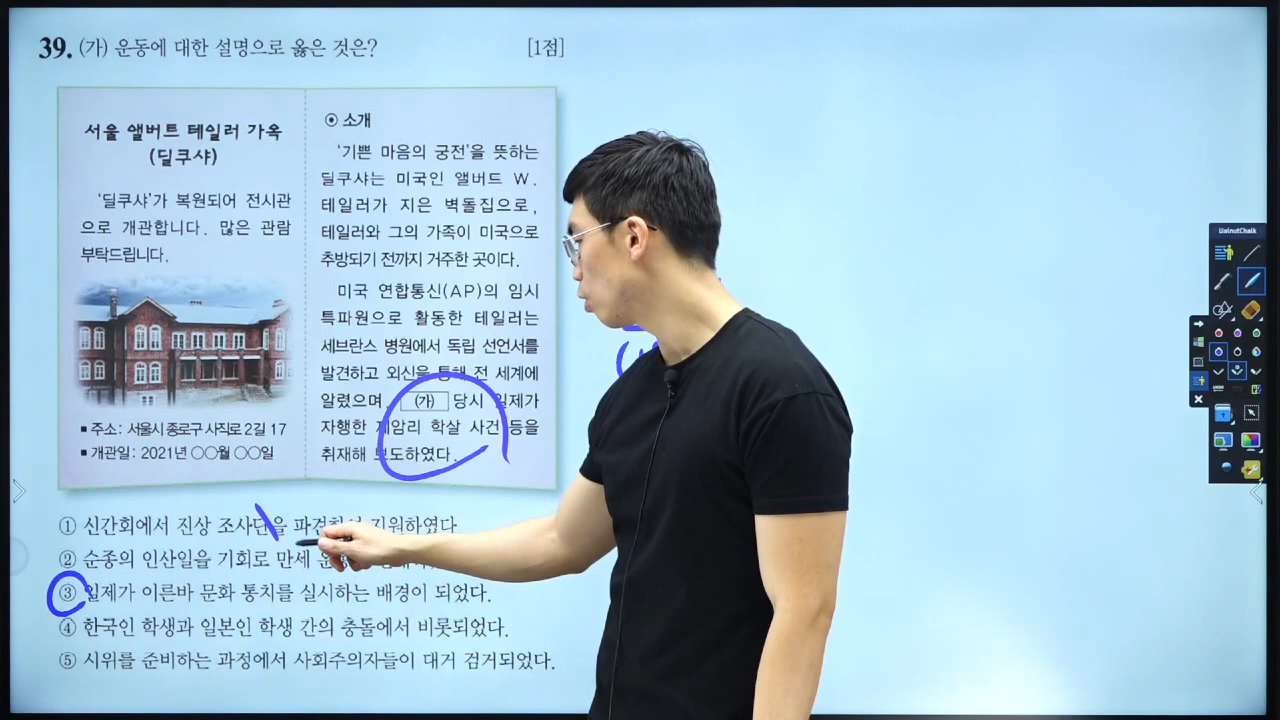 39. (가) 운동에 대한 설명으로 옳은 것은? [1점]
서울 앨버트 테일러 가옥
(딜쿠샤)
'딜쿠샤'가 복원되어 전시관
으로 개관합니다. 많은 관람
부탁드립니다.
■ 주소: 서울시 종로구 사직로 2길 17
■ 개관일: 2021년 ○○월 ○○일
⊙ 소개
'기쁜 마음의 궁전'을 뜻하는
딜쿠샤는 미국인 앨버드 W.
테일러가 지은 벽돌집으로,
테일러와 그의 가족이 미국으로
추방되기 전까지 거주한 곳이다.
미국 연합통신(AP)의 임시
특파원으로 활동한 테일러는
세브란스 병원에서 독립 선언서를
발견하고 외신을 통해 전 세계에
알렸으며, (가) 당시 일제가
자행한 제암리 학살 사건 등을
취재해 보도하였다.
① 신간회에서 진상 조사단을 파견하여 지원하였다
② 순종의 인산일을 기회로 만세
③ 일제가 이른바 문화 통치를 실시하는 배경이 되었다.
④ 한국인 학생과 일본인 학생 간의 충돌에서 비롯되었다.
⑤ 시위를 준비하는 과정에서 사회주의자들이 대거 검거되었다.
WalnutChalk